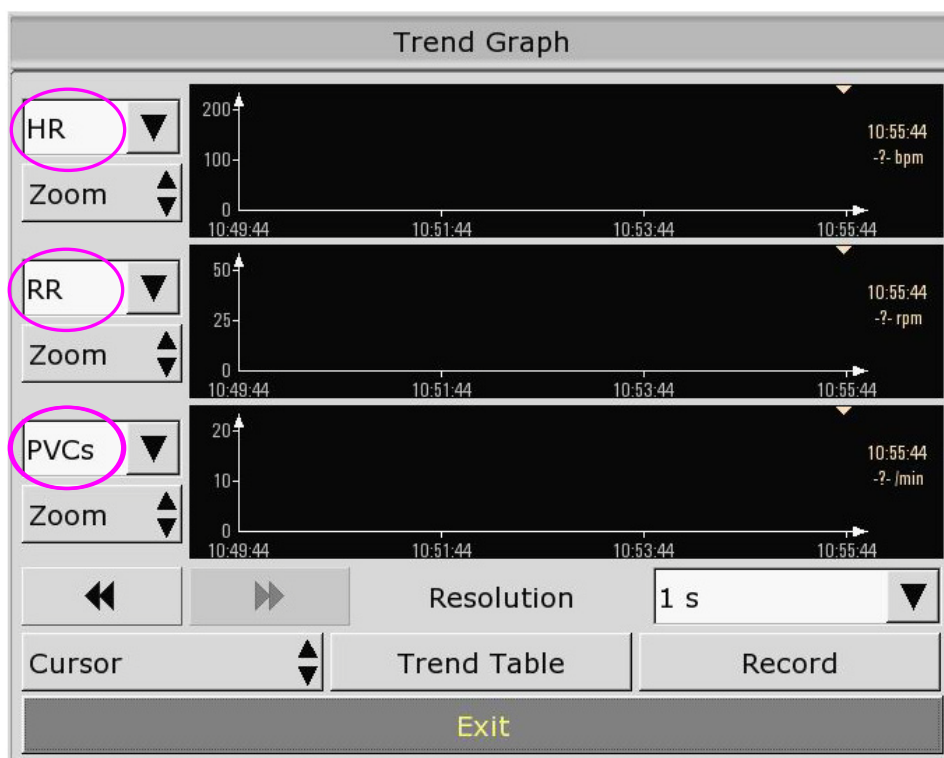 Trend Graph
HR
Zoom
200
100
0
10:49:44 10:51:44 10:53:44 10:55:44
10:55:44
-?- bpm
RR
Zoom
50
25
0
10:49:44 10:51:44 10:53:44 10:55:44
10:55:44
-?- rpm
PVCs
Zoom
20
10
0
10:49:44 10:51:44 10:53:44 10:55:44
10:55:44
-?- /min
Resolution 1 s
Cursor Trend Table Record
Exit